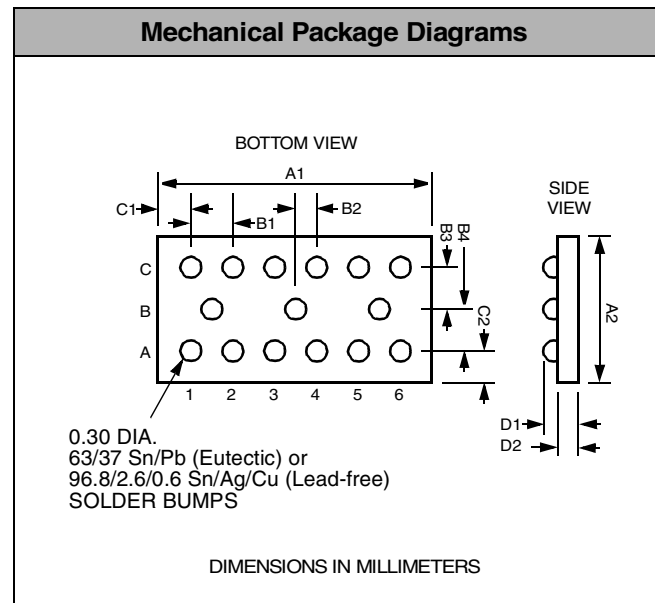 Mechanical Package Diagrams
BOTTOM VIEW
A1
SIDE
VIEW
C1
B1
B2
B3
B4
C
B
A
C2
A2
1 2 3 4 5 6
D1
D2
0.30 DIA.
63/37 Sn/Pb (Eutectic) or
96.8/2.6/0.6 Sn/Ag/Cu (Lead-free)
SOLDER BUMPS
DIMENSIONS IN MILLIMETERS